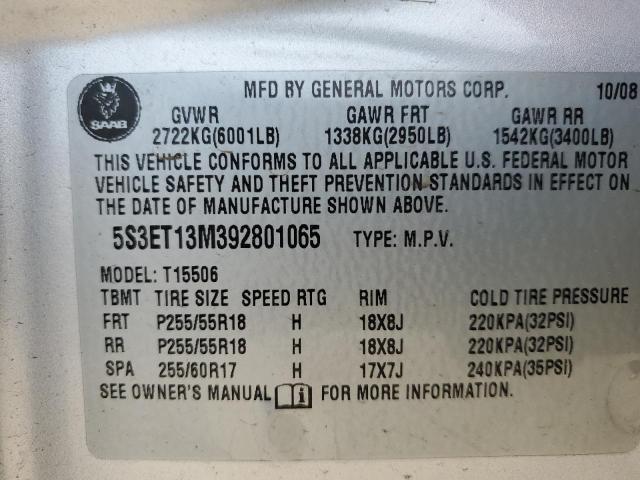 SAAB
MFD BY GENERAL MOTORS CORP. 10/08
GVWR GAWR FRT GAWR RR
2722KG(6001LB) 1338KG(2950LB) 1542KG(3400LB)
THIS VEHICLE CONFORMS TO ALL APPLICABLE U.S. FEDERAL MOTOR
VEHICLE SAFETY AND THEFT PREVENTION STANDARDS IN EFFECT ON
THE DATE OF MANUFACTURE SHOWN ABOVE.
5S3ET13M392801065 TYPE: M.P.V.
MODEL: T15506
TBMT TIRE SIZE SPEED RTG RIM COLD TIRE PRESSURE
FRT P255/55R18 H 18X8J 220KPA(32PSI)
RR P255/55R18 H 18X8J 220KPA(32PSI)
SPA 255/60R17 H 17X7J 240KPA(35PSI)
SEE OWNER'S MANUAL i FOR MORE INFORMATION.